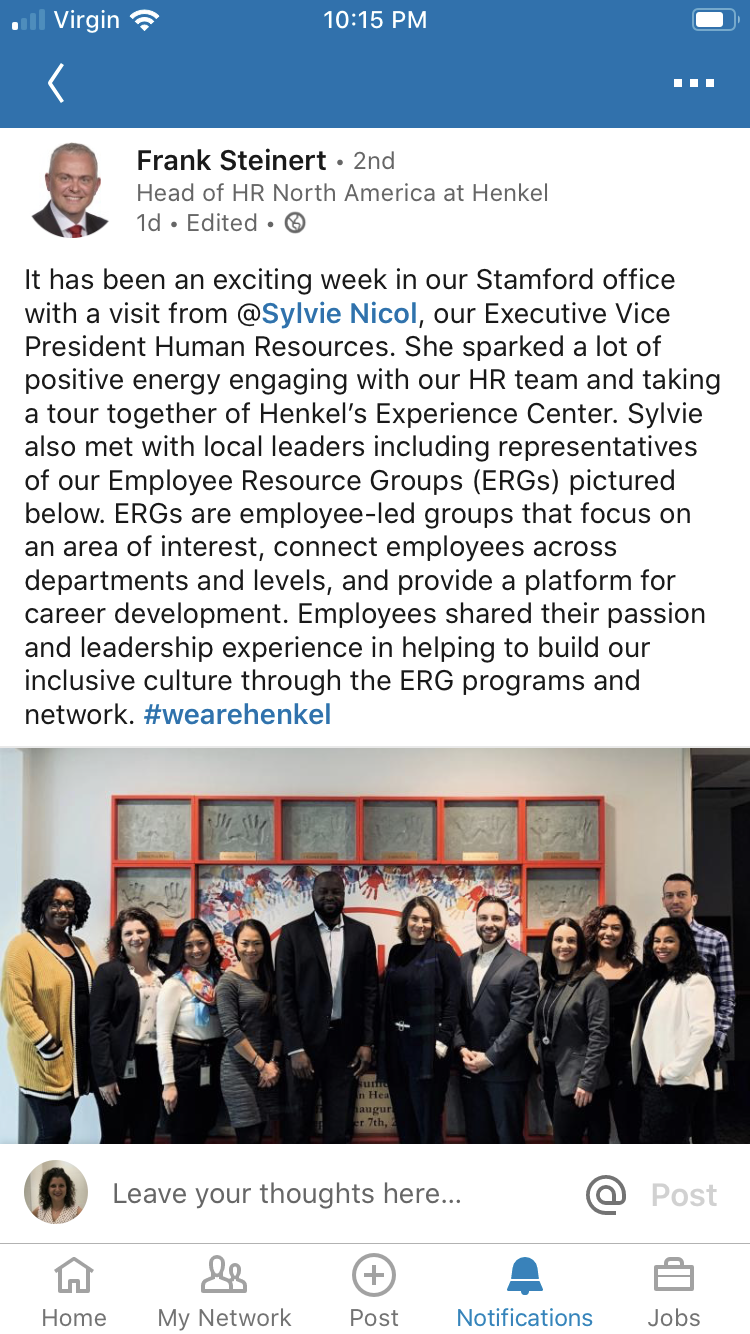 Virgin 10:15 PM
Frank Steinert • 2nd
Head of HR North America at Henkel
1d • Edited •
It has been an exciting week in our Stamford office
with a visit from @Sylvie Nicol, our Executive Vice
President Human Resources. She sparked a lot of
positive energy engaging with our HR team and taking
a tour together of Henkel’s Experience Center. Sylvie
also met with local leaders including representatives
of our Employee Resource Groups (ERGs) pictured
below. ERGs are employee-led groups that focus on
an area of interest, connect employees across
departments and levels, and provide a platform for
career development. Employees shared their passion
and leadership experience in helping to build our
inclusive culture through the ERG programs and
network. #wearehenkel
Leave your thoughts here... @ Post
Home My Network Post Notifications Jobs